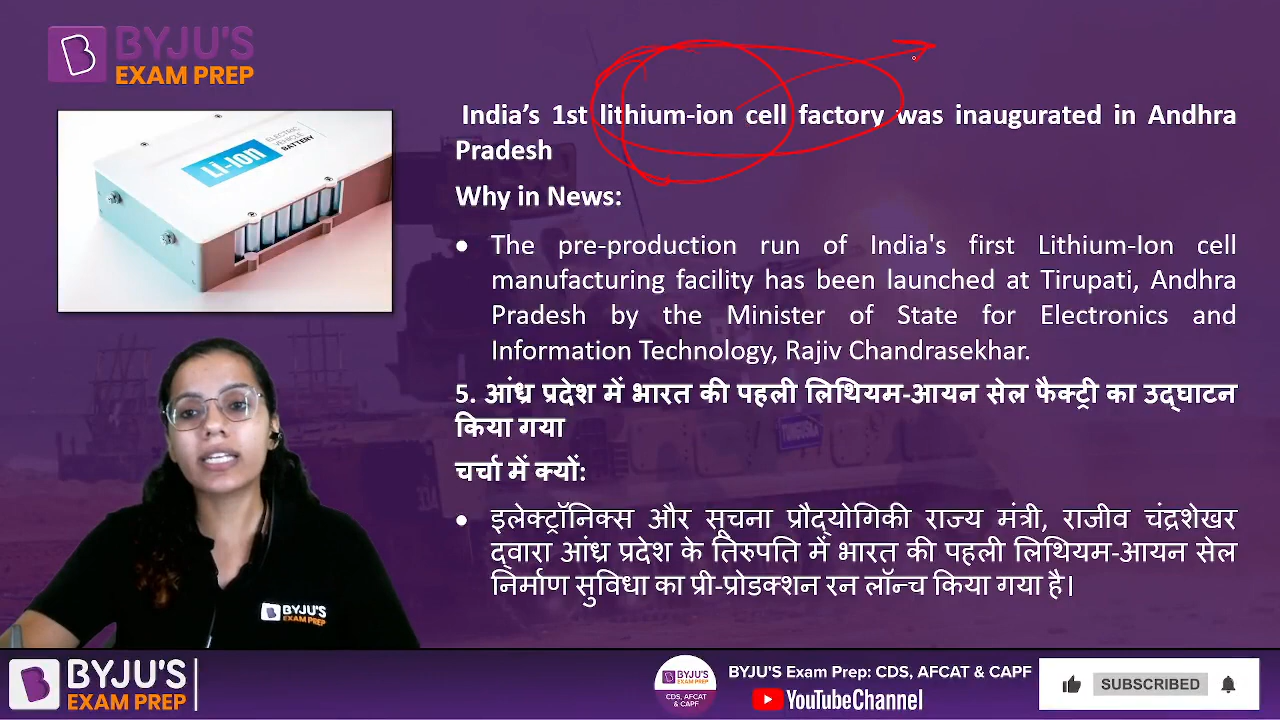 BYJU'S
EXAM PREP
India's 1st lithium-ion cell factory was inaugurated in Andhra
Pradesh
Why in News:
• The pre-production run of India's first Lithium-Ion cell
manufacturing facility has been launched at Tirupati, Andhra
Pradesh by the Minister of State for Electronics and
Information Technology, Rajiv Chandrasekhar.
5. आंध्र प्रदेश में भारत की पहली लिथियम-आयन सेल फैक्ट्री का उद्घाटन
किया गया
चर्चा में क्यों:
• इलेक्ट्रॉनिक्स और सूचना प्रौद्योगिकी राज्य मंत्री, राजीव चंद्रशेखर
द्वारा आंध्र प्रदेश के तिरुपति में भारत की पहली लिथियम-आयन सेल
निर्माण सुविधा का प्री-प्रोडक्शन रन लॉन्च किया गया है।
Li-ion
ELECTRIC
VEHICLE
BATTERY
BYJU'S
EXAM PREP
BYJU'S
EXAM PREP
BYJU'S
EXAM PREP
CDS, AFCAT
& CAPF
BYJU'S Exam Prep: CDS, AFCAT & CAPF
YouTubeChannel
SUBSCRIBED